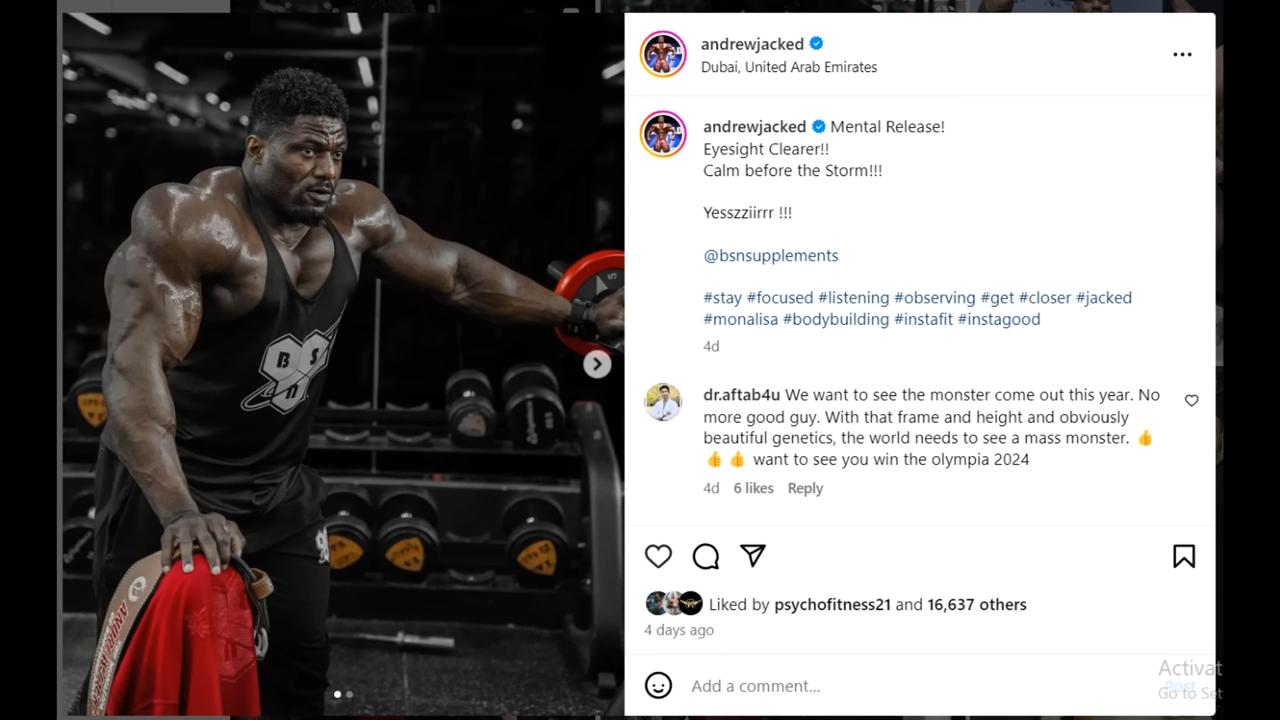 andrewjacked
Dubai, United Arab Emirates
andrewjacked Mental Release!
Eyesight Clearer!!
Calm before the Storm!!!
Yesszziirrr !!!
@bsnsupplements
#stay #focused #listening #observing #get #closer #jacked
#monalisa #bodybuilding #instafit #instagood
4d
dr.aftab4u We want to see the monster come out this year. No
more good guy. With that frame and height and obviously
beautiful genetics, the world needs to see a mass monster. 👍
👍 👍 want to see you win the olympia 2024
4d 6 likes Reply
Liked by psychofitness21 and 16,637 others
4 days ago
Add a comment...
Post
Activat
Go to Set
BSn